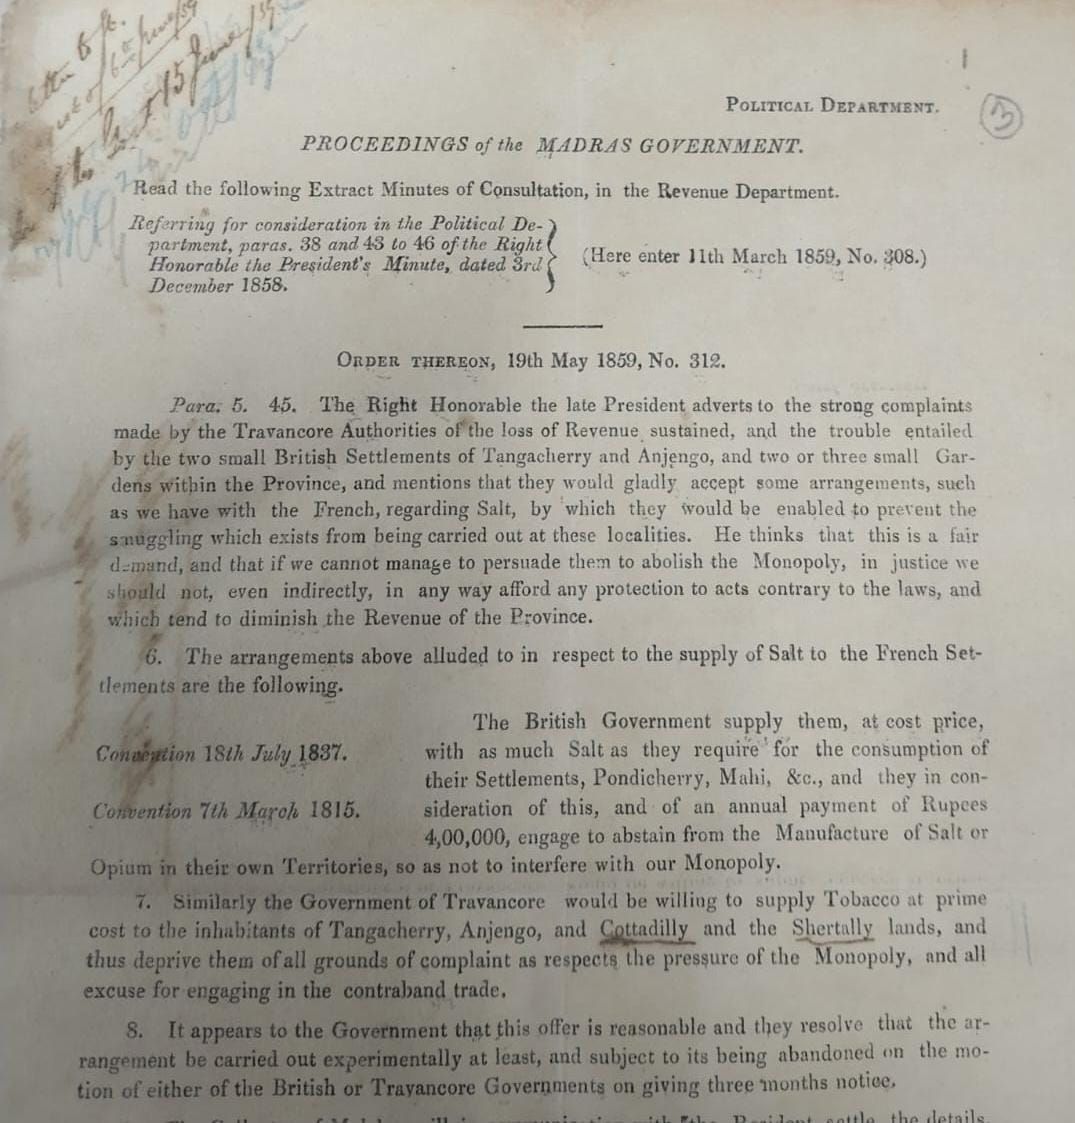 15 June / 59
POLITICAL DEPARTMENT.
3
PROCEEDINGS of the MADRAS GOVERNMENT.
Read the following Extract Minutes of Consultation, in the Revenue Department.
Referring for consideration in the Political De-
partment, paras. 38 and 43 to 46 of the Right
Honorable the President's Minute, dated 3rd
December 1858.
(Here enter 11th March 1859, No. 308.)
ORDER THEREON, 19th May 1859, No. 312.
Para. 5. 45. The Right Honorable the late President adverts to the strong complaints
made by the Travancore Authorities of the loss of Revenue sustained, and the trouble entailed
by the two small British Settlements of Tangacherry and Anjengo, and two or three small Gar-
dens within the Province, and mentions that they would gladly accept some arrangements, such
as we have with the French, regarding Salt, by which they would be enabled to prevent the
smuggling which exists from being carried out at these localities. He thinks that this is a fair
demand, and that if we cannot manage to persuade them to abolish the Monopoly, in justice we
should not, even indirectly, in any way afford any protection to acts contrary to the laws, and
which tend to diminish the Revenue of the Province.
6. The arrangements above alluded to in respect to the supply of Salt to the French Set-
tlements are the following.
Convention 18th July 1837.
Convention 7th March 1815.
The British Government supply them, at cost price,
with as much Salt as they require for the consumption of
their Settlements, Pondicherry, Mahi, &c., and they in con-
sideration of this, and of an annual payment of Rupees
4,00,000, engage to abstain from the Manufacture of Salt or
Opium in their own Territories, so as not to interfere with our Monopoly.
7. Similarly the Government of Travancore would be willing to supply Tobacco at prime
cost to the inhabitants of Tangacherry, Anjengo, and Cottadilly and the Shertally lands, and
thus deprive them of all grounds of complaint as respects the pressure of the Monopoly, and all
excuse for engaging in the contraband trade.
8. It appears to the Government that this offer is reasonable and they resolve that the ar-
rangement be carried out experimentally at least, and subject to its being abandoned on the mo-
tion of either of the British or Travancore Governments on giving three months notice.
the details